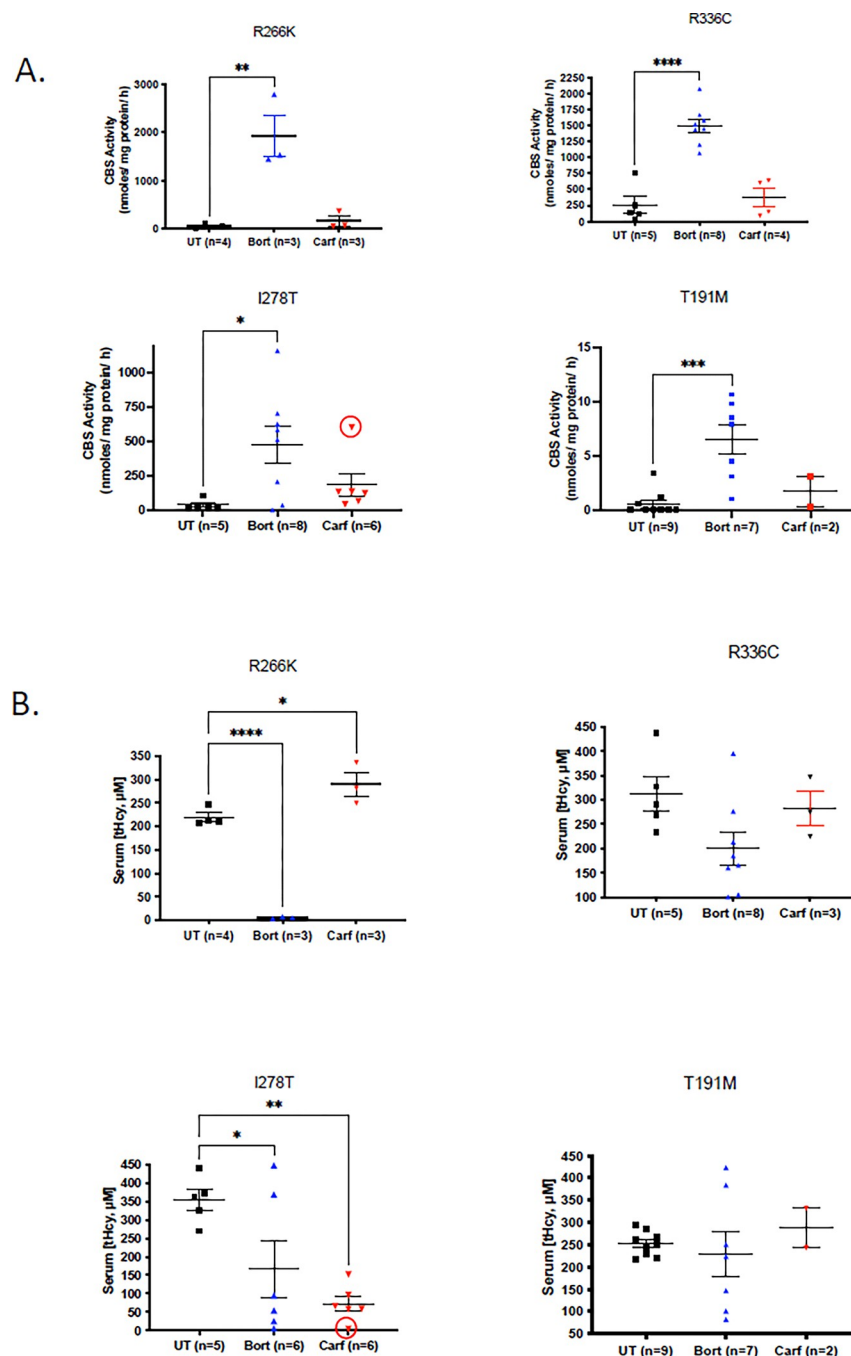 A.
R266K
**
CBS Activity
(nmoles/ mg protein/ h)
3000
2000
1000
0
UT (n=4) Bort (n=3) Carf (n=3)
R336C
****
CBS Activity
(nmoles/ mg protein/ h)
2250
2000
1750
1500
1250
1000
750
500
250
0
UT (n=5) Bort (n=8) Carf (n=4)
I278T
*
CBS Activity
(nmoles/ mg protein/ h)
1000
750
500
250
0
UT (n=5) Bort (n=8) Carf (n=6)
T191M
***
CBS Activity
(nmoles/ mg protein/ h)
15
10
5
0
UT (n=9) Bort n=7) Carf (n=2)
B.
R266K
*
****
Serum [tHcy, µM]
350
300
250
200
150
100
50
0
UT (n=4) Bort (n=3) Carf (n=3)
R336C
Serum [tHcy, µM]
450
400
350
300
250
200
150
100
UT (n=5) Bort (n=8) Carf (n=3)
I278T
**
*
Serum [tHcy, µM]
450
400
350
300
250
200
150
100
50
0
UT (n=5) Bort (n=6) Carf (n=6)
T191M
Serum [tHcy, µM]
450
400
350
300
250
200
150
100
50
UT (n=9) Bort (n=7) Carf (n=2)